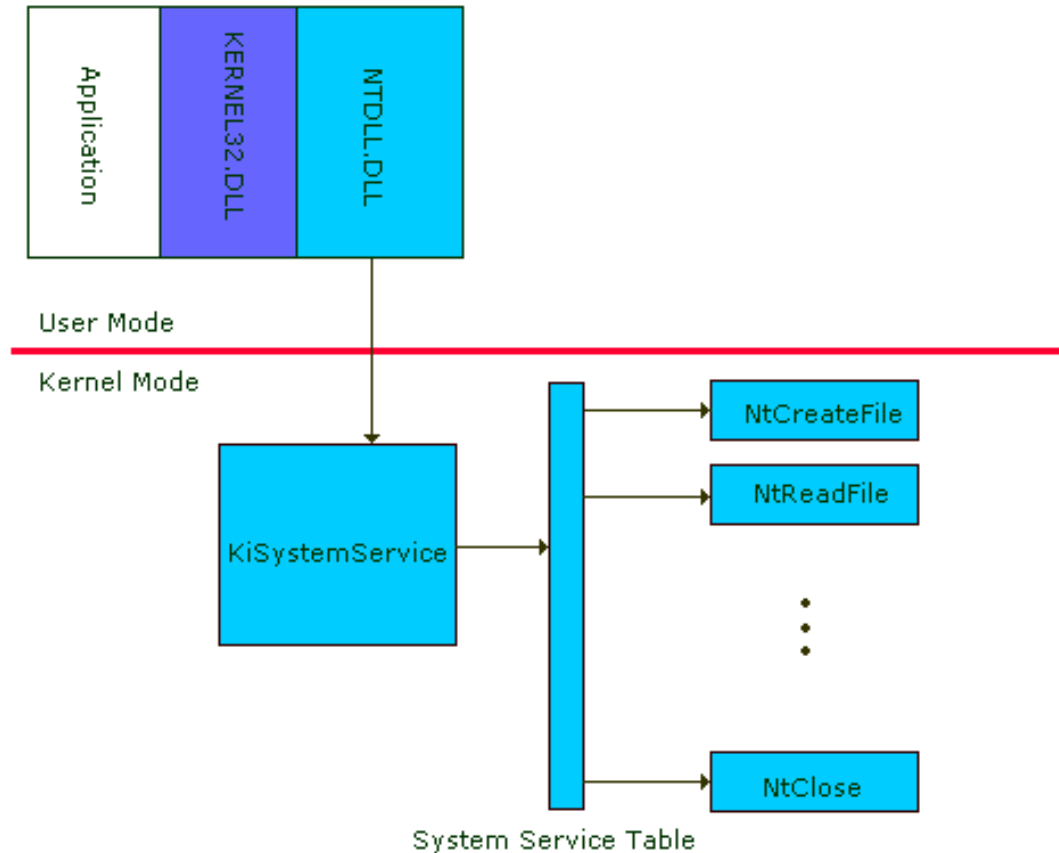 Application
KERNEL32.DLL
NTDLL.DLL
User Mode
Kernel Mode
KiSystemService
NtCreateFile
NtReadFile
NtClose
System Service Table